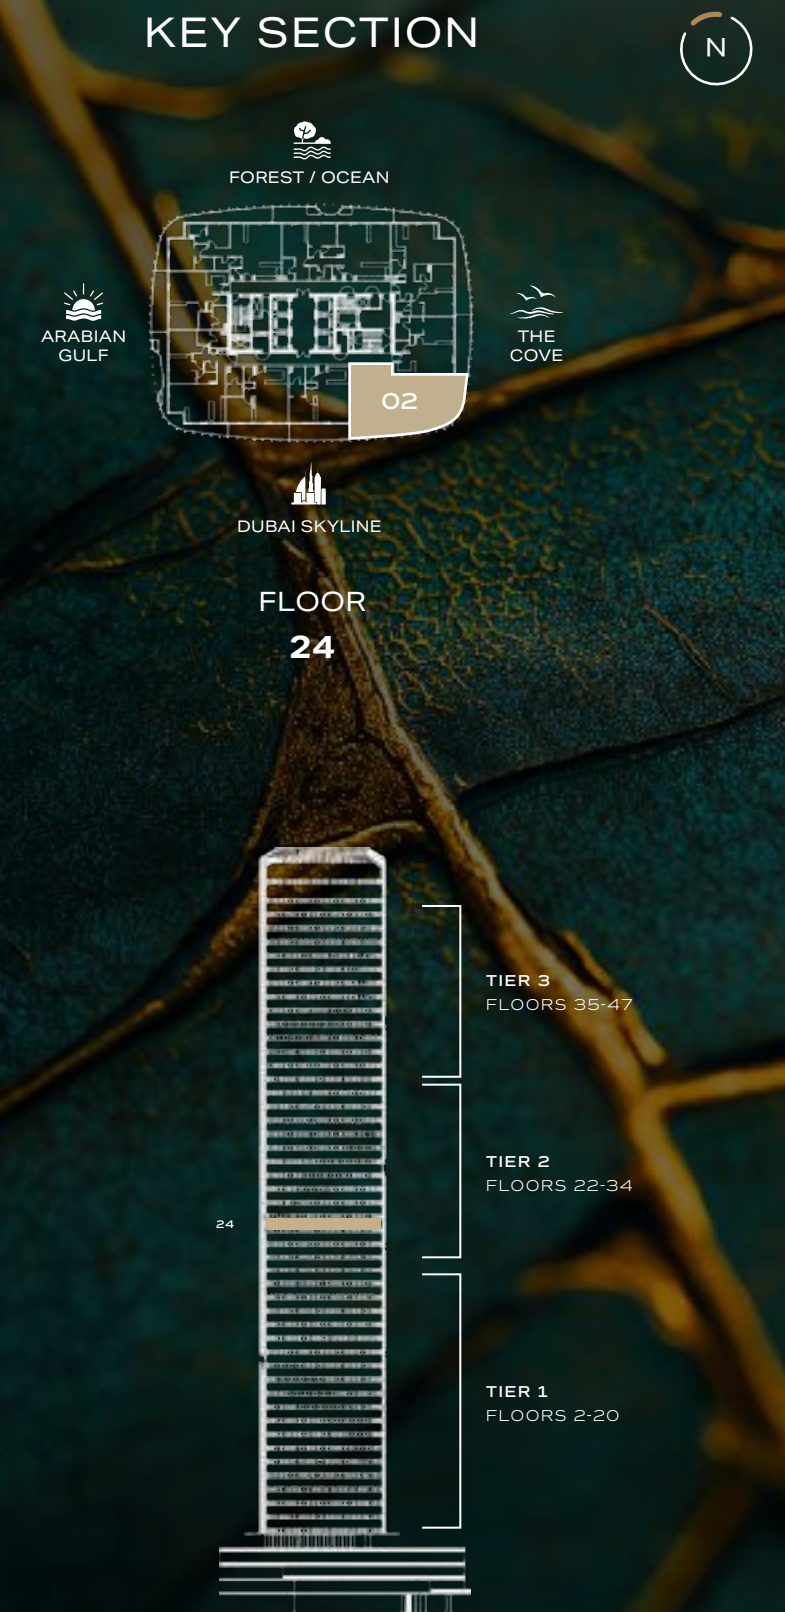 KEY SECTION
N
FOREST / OCEAN
ARABIAN
GULF
THE
COVE
02
DUBAI SKYLINE
FLOOR
24
TIER 3
FLOORS 35-47
TIER 2
FLOORS 22-34
24
TIER 1
FLOORS 2-20